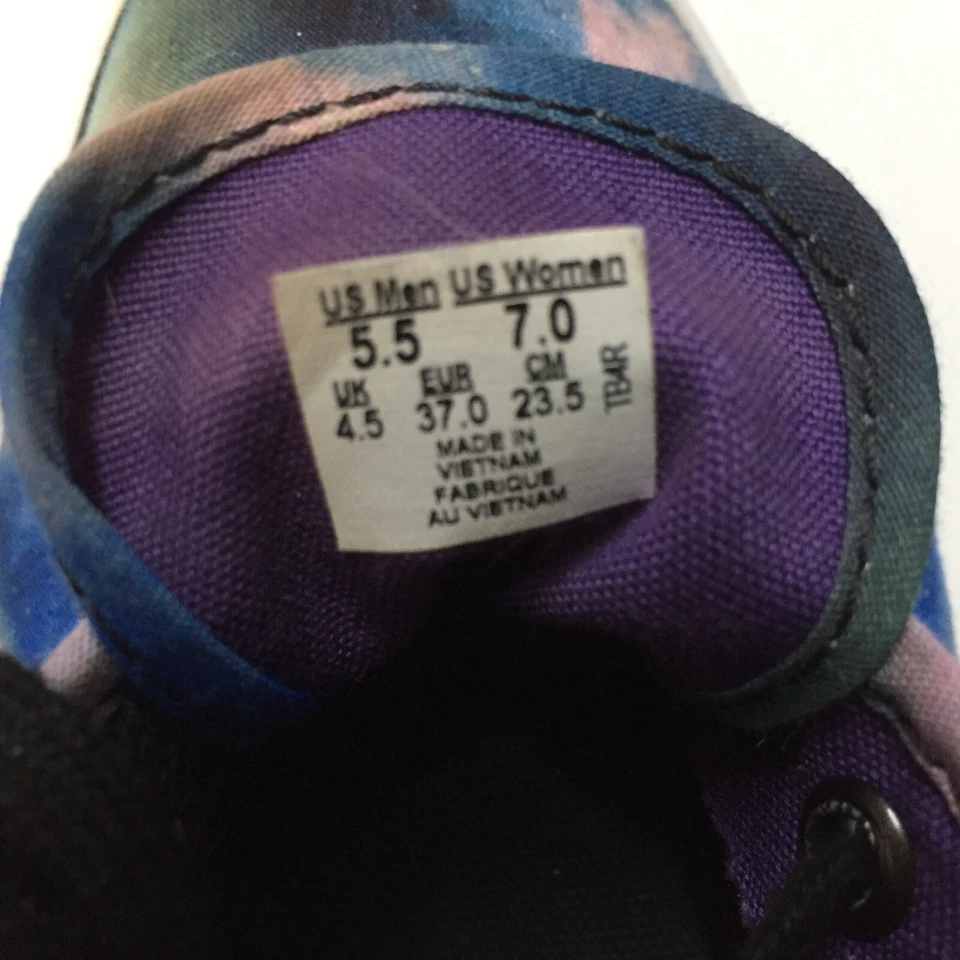 US Men US Women
5.5 7.0
UK EUR CM
4.5 37.0 23.5
TB4R
MADE IN
VIETNAM
FABRIQUE
AU VIETNAM